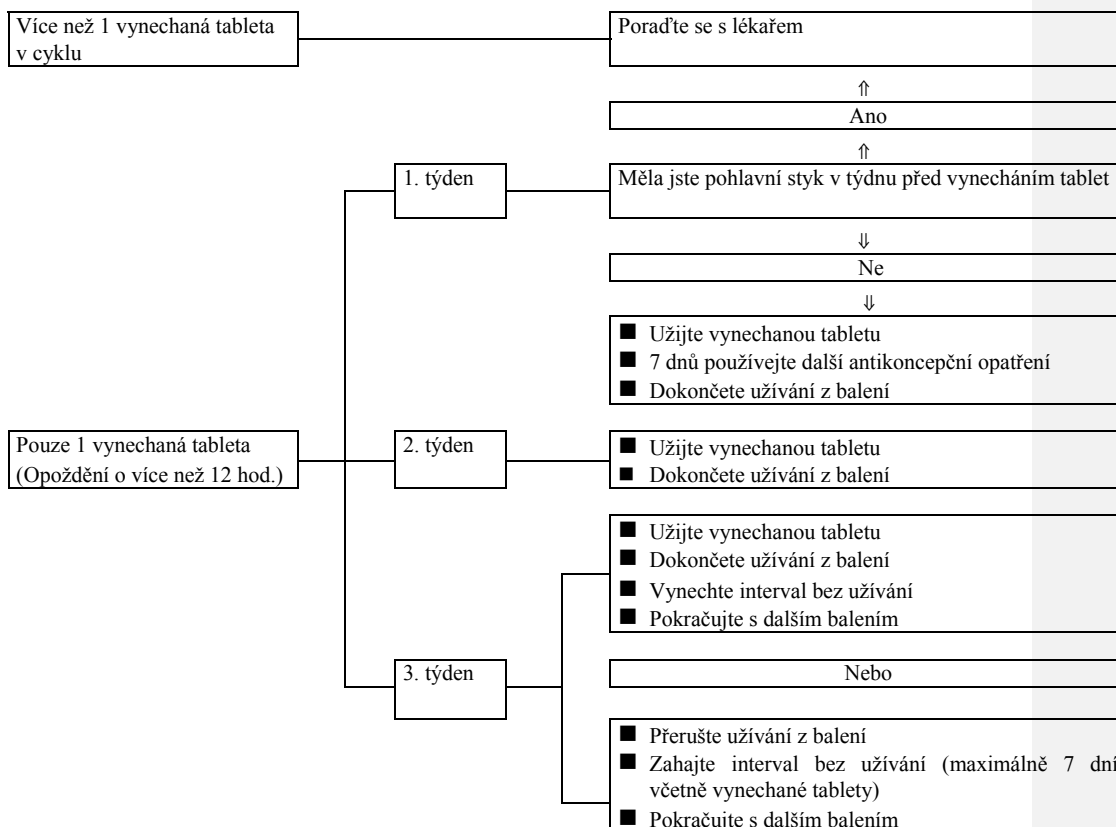 Více než 1 vynechaná tableta
v cyklu
Poraďte se s lékařem
⇑
Ano
⇑
1. týden
Měla jste pohlavní styk v týdnu před vynecháním tablet
⇓
Ne
⇓
■ Užijte vynechanou tabletu
■ 7 dnů používejte další antikoncepční opatření
■ Dokončete užívání z balení
Pouze 1 vynechaná tableta
(Opoždění o více než 12 hod.)
2. týden
■ Užijte vynechanou tabletu
■ Dokončete užívání z balení
■ Užijte vynechanou tabletu
■ Dokončete užívání z balení
■ Vynechte interval bez užívání
■ Pokračujte s dalším balením
3. týden
Nebo
■ Přerušte užívání z balení
■ Zahajte interval bez užívání (maximálně 7 dní
včetně vynechané tablety)
■ Pokračujte s dalším balením